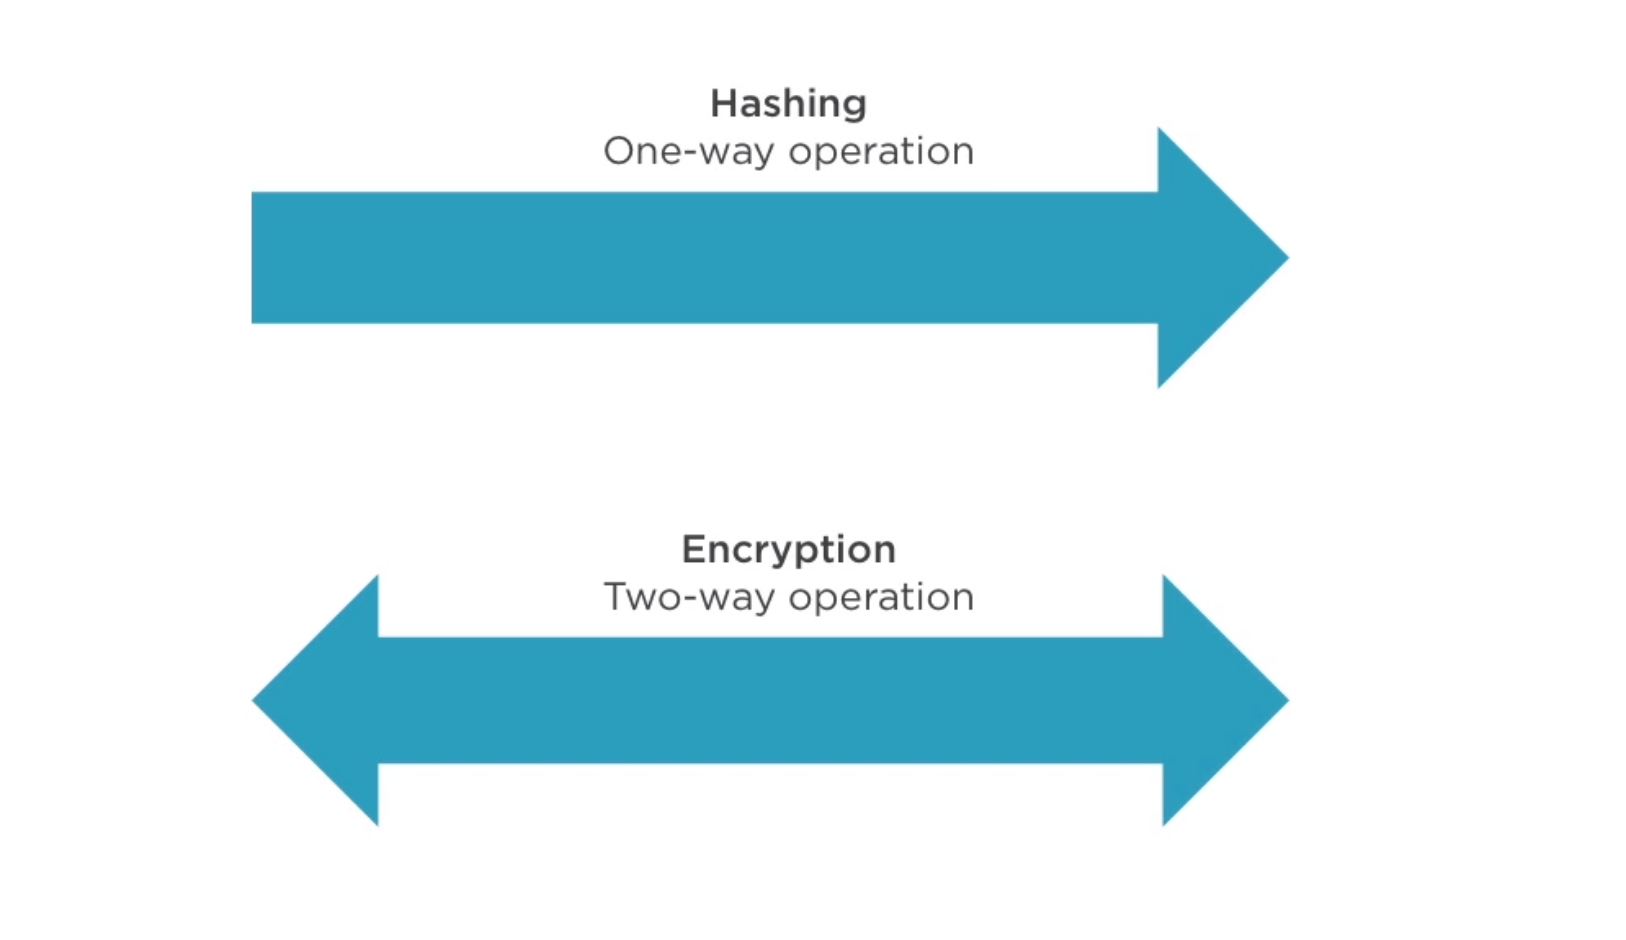 Hashing
One-way operation
Encryption
Two-way operation